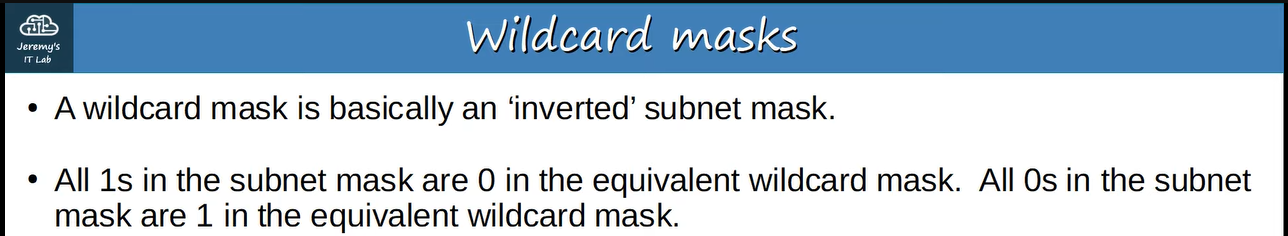 Jeremy's
IT Lab
Wildcard masks
• A wildcard mask is basically an ‘inverted’ subnet mask.
• All 1s in the subnet mask are 0 in the equivalent wildcard mask.  All 0s in the subnet
mask are 1 in the equivalent wildcard mask.